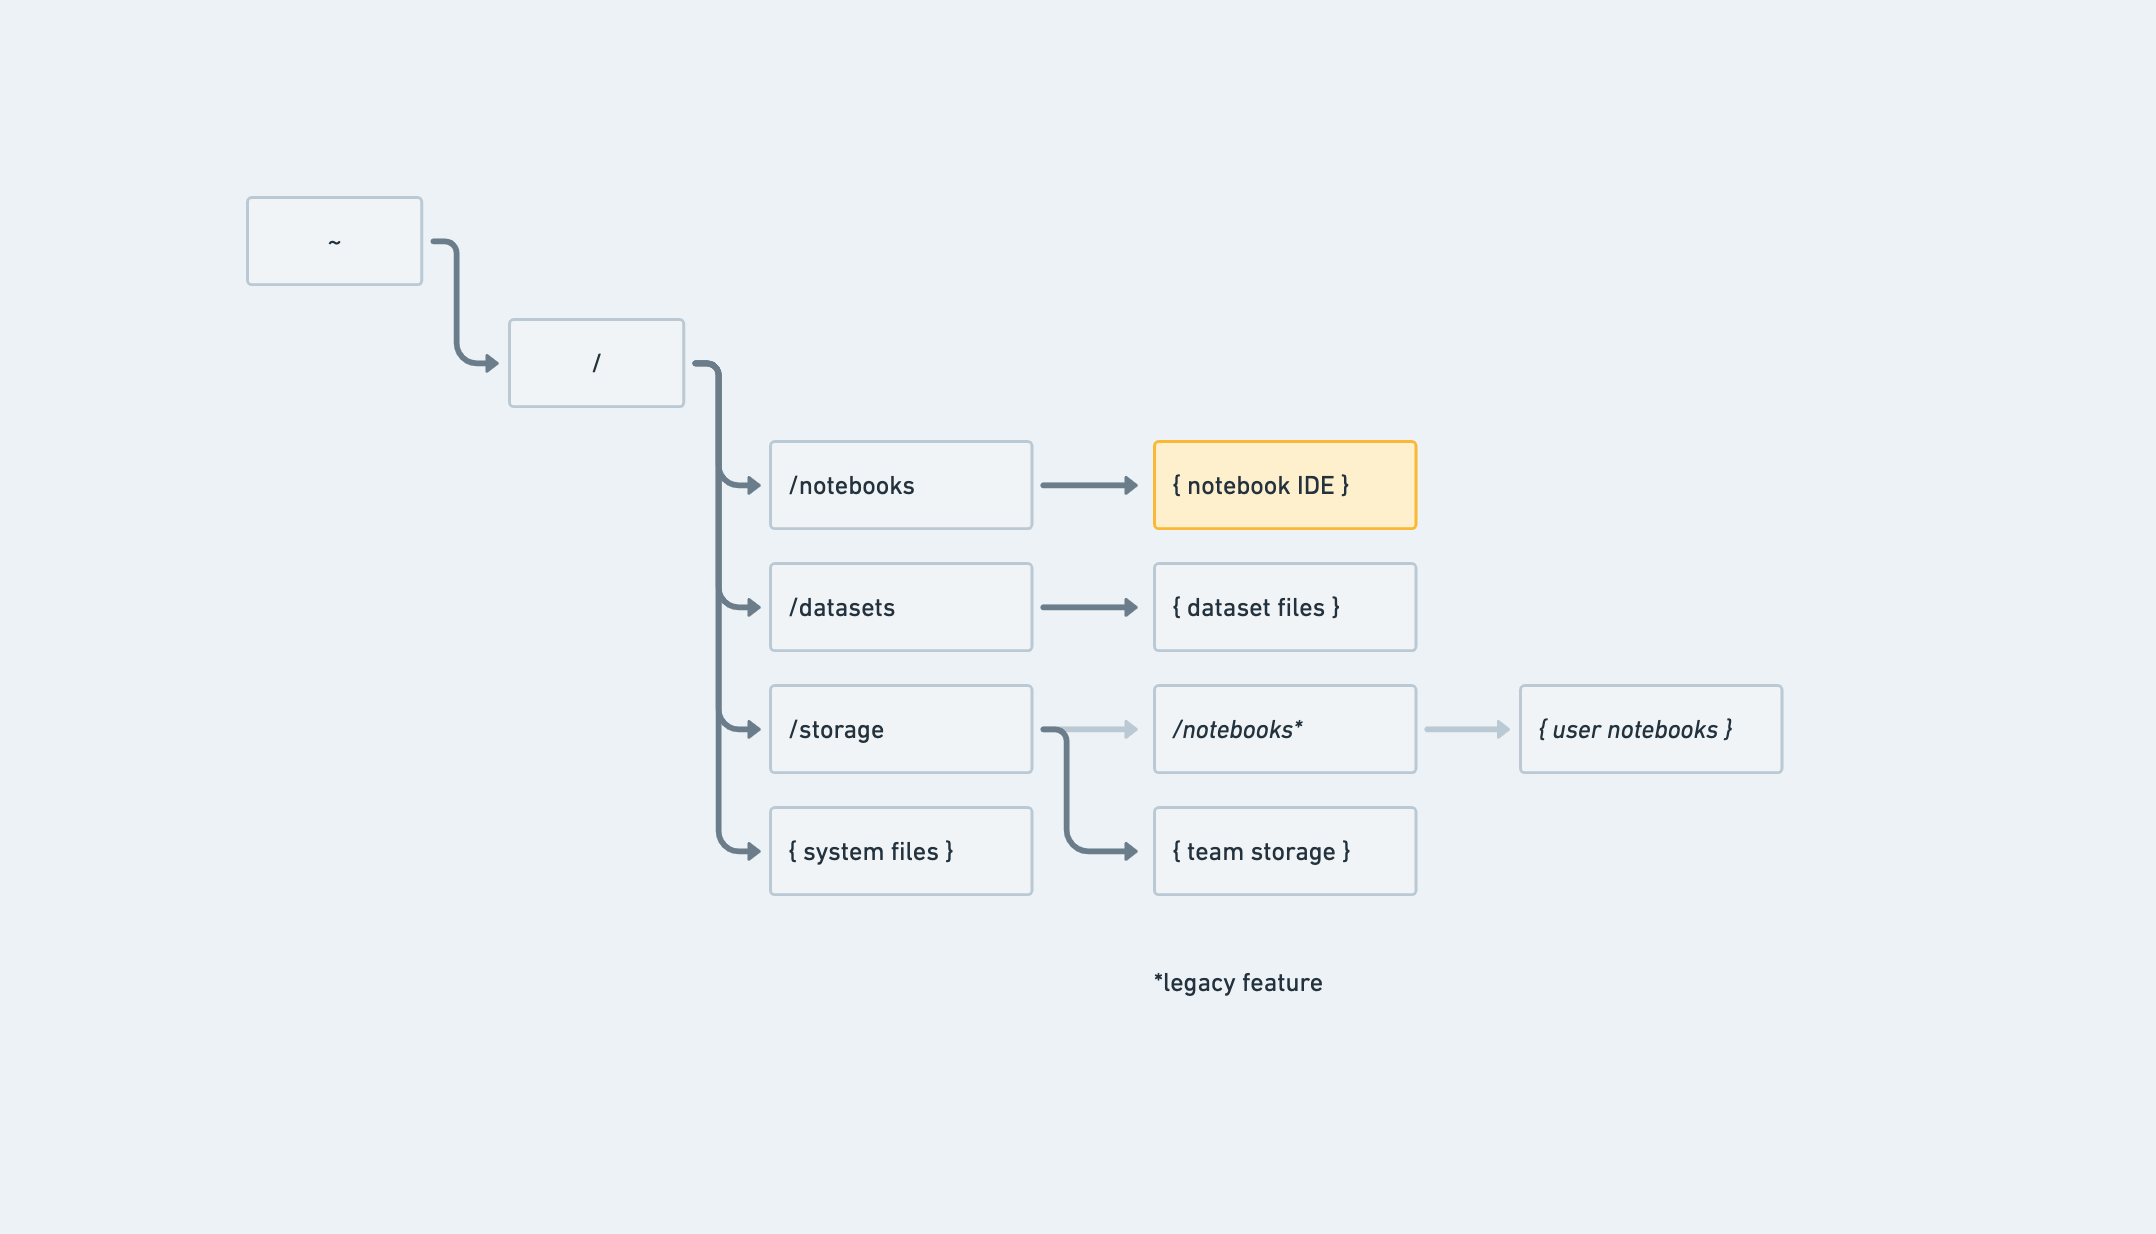 ~
/
/notebooks
{ notebook IDE }
/datasets
{ dataset files }
/storage
/notebooks*
{ user notebooks }
{ system files }
{ team storage }
*legacy feature